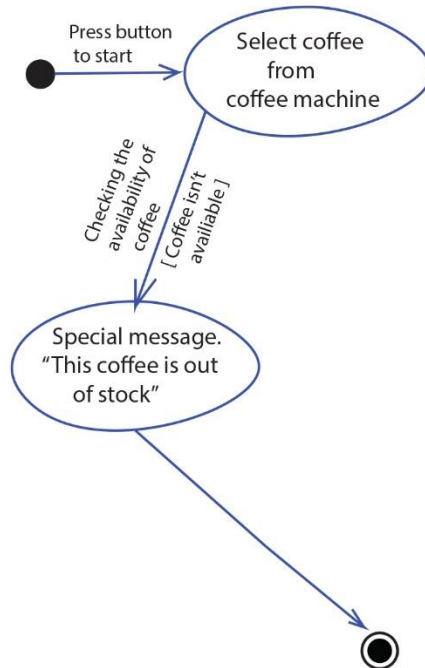 Press button
to start
Select coffee
from
coffee machine
Checking the
availability of
coffee
[ Coffee isn't
availiable ]
Special message.
“This coffee is out
of stock”